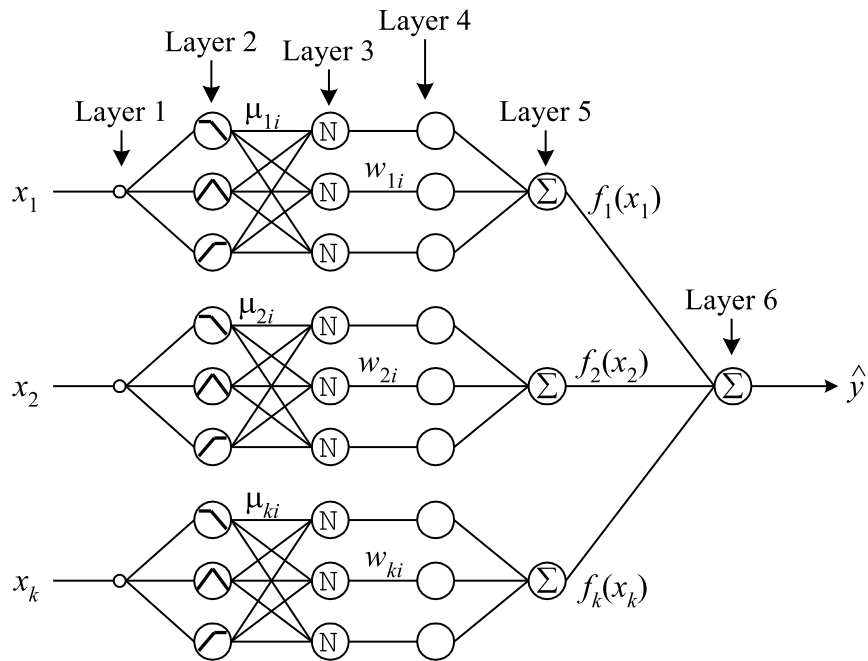 Layer 1
Layer 2
Layer 3
Layer 4
Layer 5
Layer 6
x₁
μ₁ᵢ
N
N
N
w₁ᵢ
Σ
f₁(x₁)
x₂
μ₂ᵢ
N
N
N
w₂ᵢ
Σ
f₂(x₂)
Σ
ŷ
xₖ
μₖᵢ
N
N
N
wₖᵢ
Σ
fₖ(xₖ)